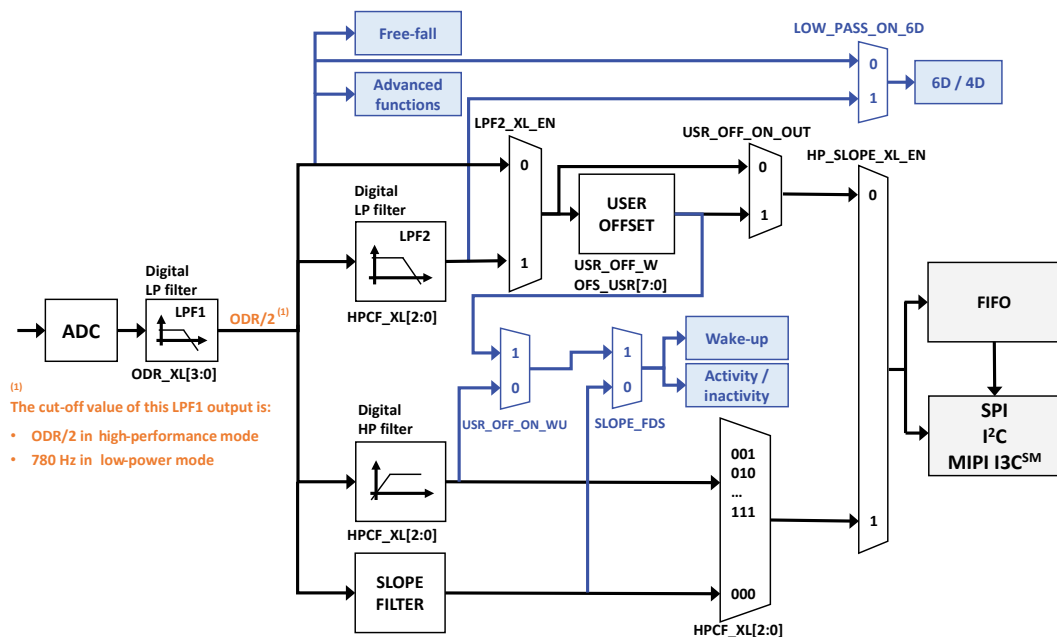 Free-fall
Advanced
functions
LOW_PASS_ON_6D
0
1
6D / 4D
LPF2_XL_EN
0
1
USR_OFF_ON_OUT
0
1
HP_SLOPE_XL_EN
0
1
Digital
LP filter
LPF2
HPCF_XL[2:0]
USER
OFFSET
USR_OFF_W
OFS_USR[7:0]
ADC
Digital
LP filter
LPF1
ODR_XL[3:0]
ODR/2 (1)
(1)
The cut-off value of this LPF1 output is:
• ODR/2 in high-performance mode
• 780 Hz in low-power mode
1
0
USR_OFF_ON_WU
1
0
SLOPE_FDS
Wake-up
Activity /
inactivity
Digital
HP filter
HPCF_XL[2:0]
SLOPE
FILTER
001
010
...
111
000
HPCF_XL[2:0]
FIFO
SPI
I²C
MIPI I3CSM